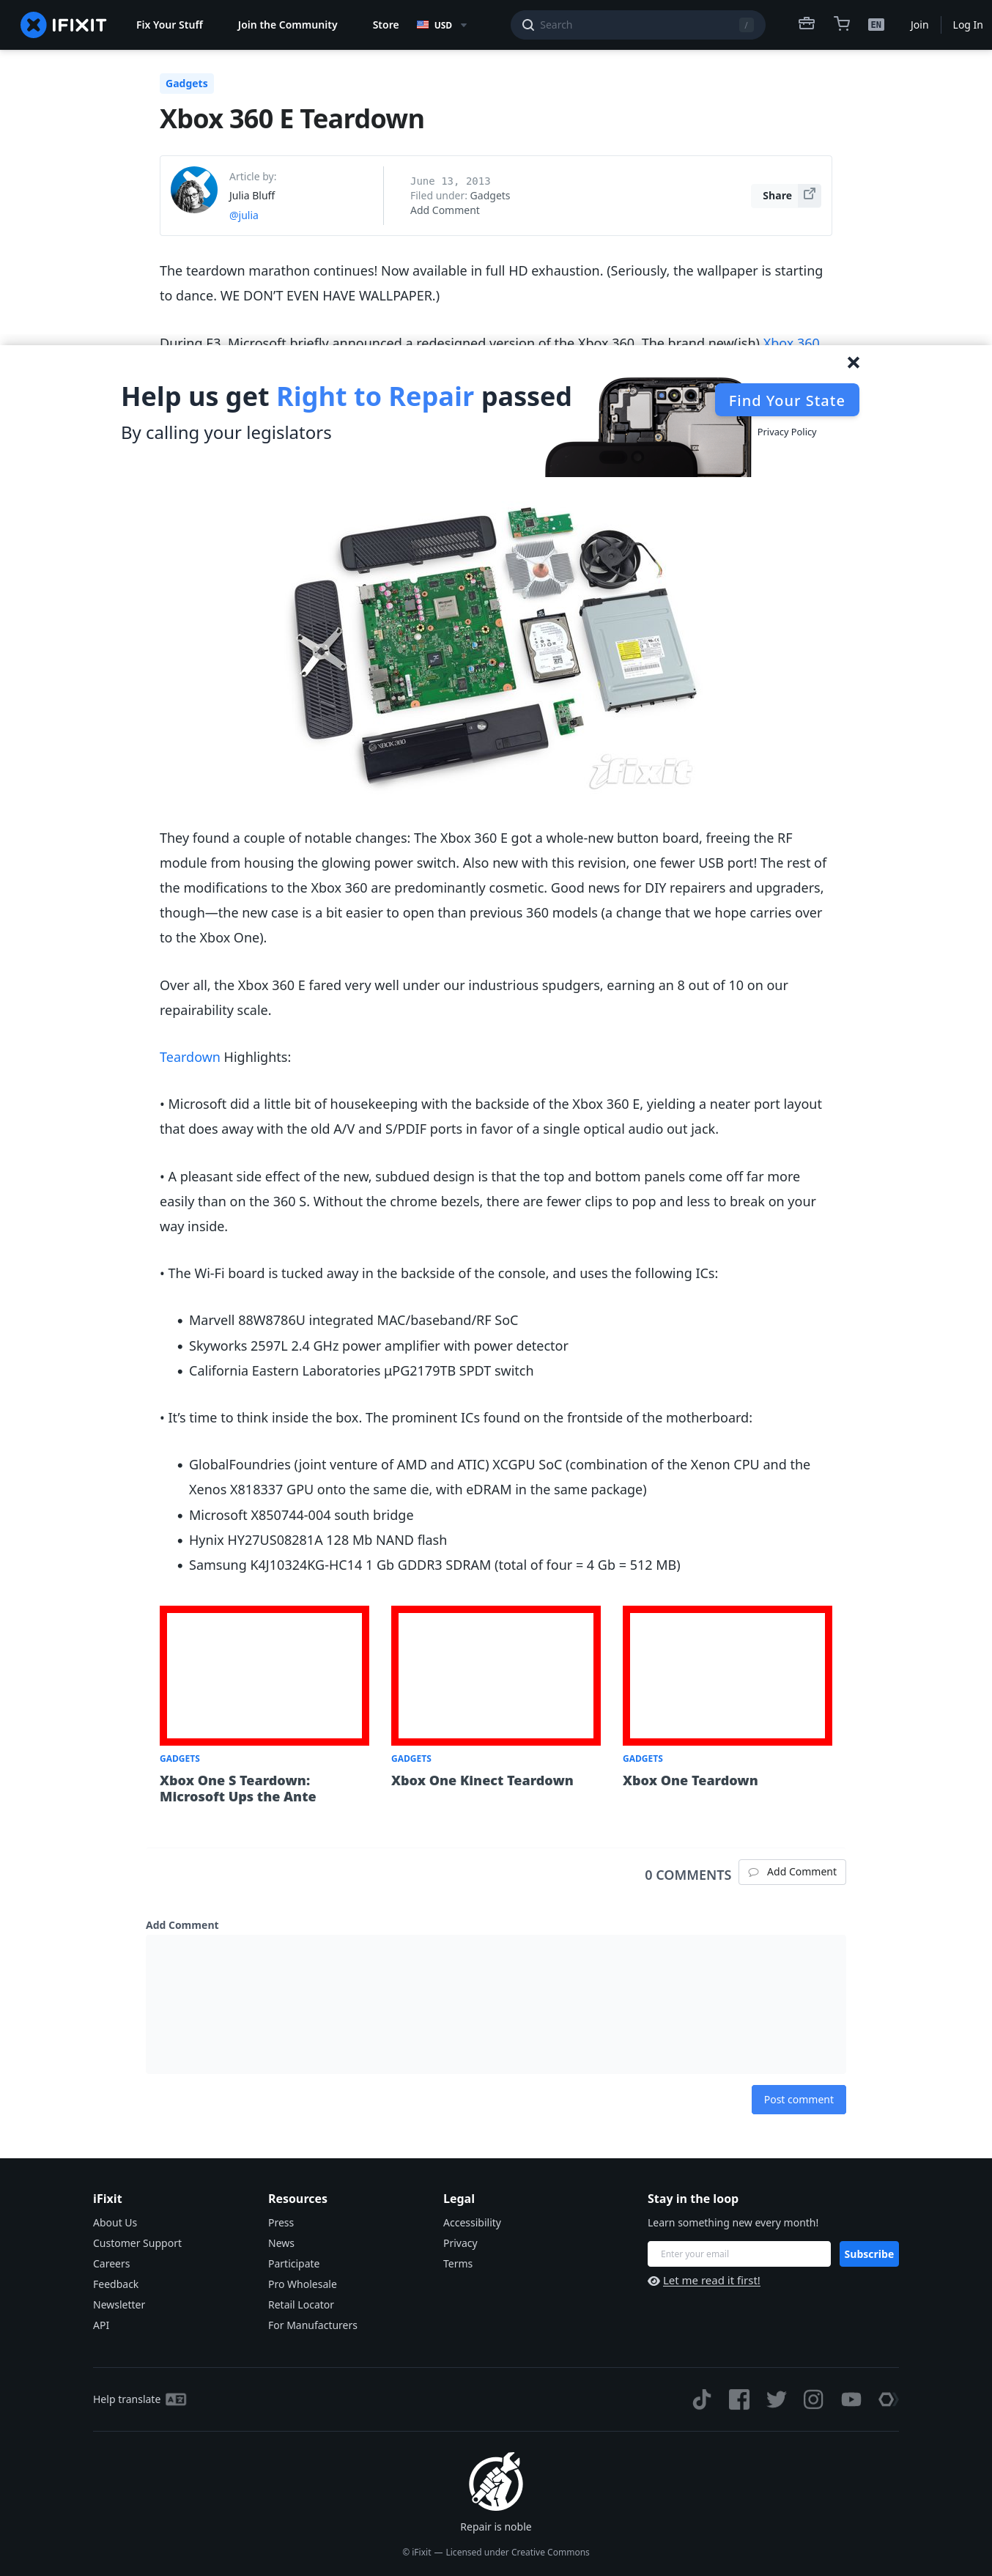 IFIXIT
Fix Your Stuff
Join the Community
Store
USD
Search
/
EN
Join
Log In
Gadgets
Xbox 360 E Teardown
Article by:
Julia Bluff
@julia
June 13, 2013
Filed under: Gadgets
Add Comment
Share
The teardown marathon continues! Now available in full HD exhaustion. (Seriously, the wallpaper is starting
to dance. WE DON’T EVEN HAVE WALLPAPER.)
During E3, Microsoft briefly announced a redesigned version of the Xbox 360. The brand new(ish) Xbox 360
Help us get Right to Repair passed
By calling your legislators
Find Your State
Privacy Policy
XBOX360
iFixit
They found a couple of notable changes: The Xbox 360 E got a whole-new button board, freeing the RF
module from housing the glowing power switch. Also new with this revision, one fewer USB port! The rest of
the modifications to the Xbox 360 are predominantly cosmetic. Good news for DIY repairers and upgraders,
though—the new case is a bit easier to open than previous 360 models (a change that we hope carries over
to the Xbox One).
Over all, the Xbox 360 E fared very well under our industrious spudgers, earning an 8 out of 10 on our
repairability scale.
Teardown Highlights:
• Microsoft did a little bit of housekeeping with the backside of the Xbox 360 E, yielding a neater port layout
that does away with the old A/V and S/PDIF ports in favor of a single optical audio out jack.
• A pleasant side effect of the new, subdued design is that the top and bottom panels come off far more
easily than on the 360 S. Without the chrome bezels, there are fewer clips to pop and less to break on your
way inside.
• The Wi-Fi board is tucked away in the backside of the console, and uses the following ICs:
• Marvell 88W8786U integrated MAC/baseband/RF SoC
• Skyworks 2597L 2.4 GHz power amplifier with power detector
• California Eastern Laboratories µPG2179TB SPDT switch
• It’s time to think inside the box. The prominent ICs found on the frontside of the motherboard:
• GlobalFoundries (joint venture of AMD and ATIC) XCGPU SoC (combination of the Xenon CPU and the
Xenos X818337 GPU onto the same die, with eDRAM in the same package)
• Microsoft X850744-004 south bridge
• Hynix HY27US08281A 128 Mb NAND flash
• Samsung K4J10324KG-HC14 1 Gb GDDR3 SDRAM (total of four = 4 Gb = 512 MB)
GADGETS
Xbox One S Teardown:
Microsoft Ups the Ante
GADGETS
Xbox One Kinect Teardown
GADGETS
Xbox One Teardown
0 COMMENTS
Add Comment
Add Comment
Post comment
iFixit
About Us
Customer Support
Careers
Feedback
Newsletter
API
Resources
Press
News
Participate
Pro Wholesale
Retail Locator
For Manufacturers
Legal
Accessibility
Privacy
Terms
Stay in the loop
Learn something new every month!
Enter your email
Subscribe
Let me read it first!
Help translate
Repair is noble
© iFixit — Licensed under Creative Commons